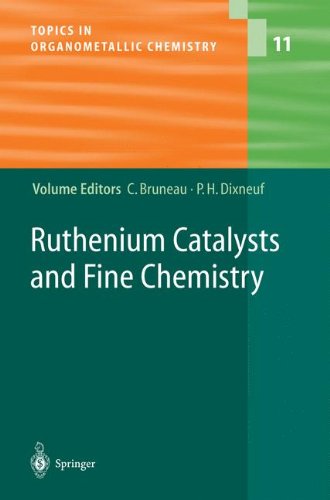 TOPICS IN
ORGANOMETALLIC CHEMISTRY
11
Volume Editors C. Bruneau · P. H. Dixneuf
Ruthenium Catalysts
and Fine Chemistry
Springer